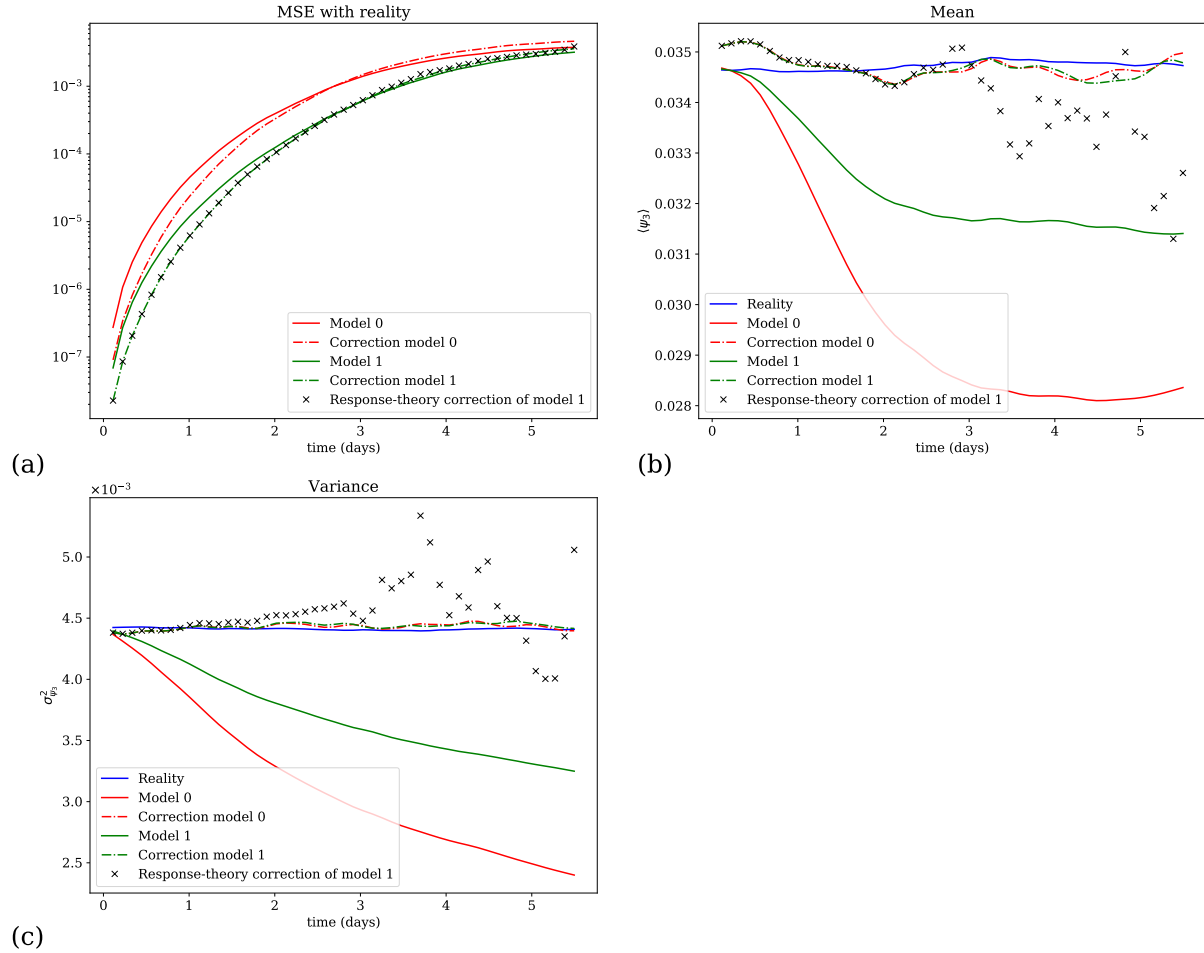 MSE with reality
10⁻³
10⁻⁴
10⁻⁵
10⁻⁶
10⁻⁷
0 1 2 3 4 5
time (days)
Model 0
Correction model 0
Model 1
Correction model 1
Response-theory correction of model 1
(a)
Mean
⟨ψ₃⟩
0.035
0.034
0.033
0.032
0.031
0.030
0.029
0.028
0 1 2 3 4 5
time (days)
Reality
Model 0
Correction model 0
Model 1
Correction model 1
Response-theory correction of model 1
(b)
×10⁻³
Variance
σ²_ψ₃
5.0
4.5
4.0
3.5
3.0
2.5
0 1 2 3 4 5
time (days)
Reality
Model 0
Correction model 0
Model 1
Correction model 1
Response-theory correction of model 1
(c)